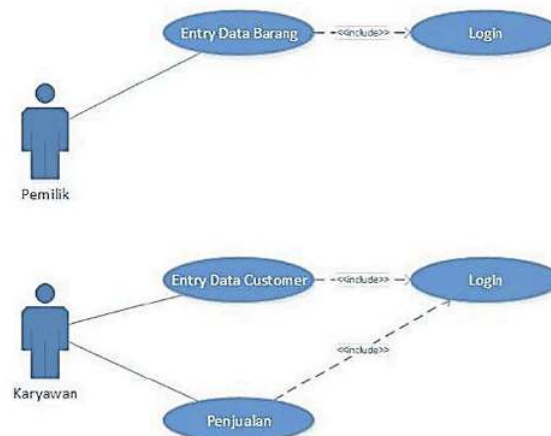 Entry Data Barang
<<include>>
Login
Pemilik
Entry Data Customer
<<include>>
Login
<<include>>
Karyawan
Penjualan